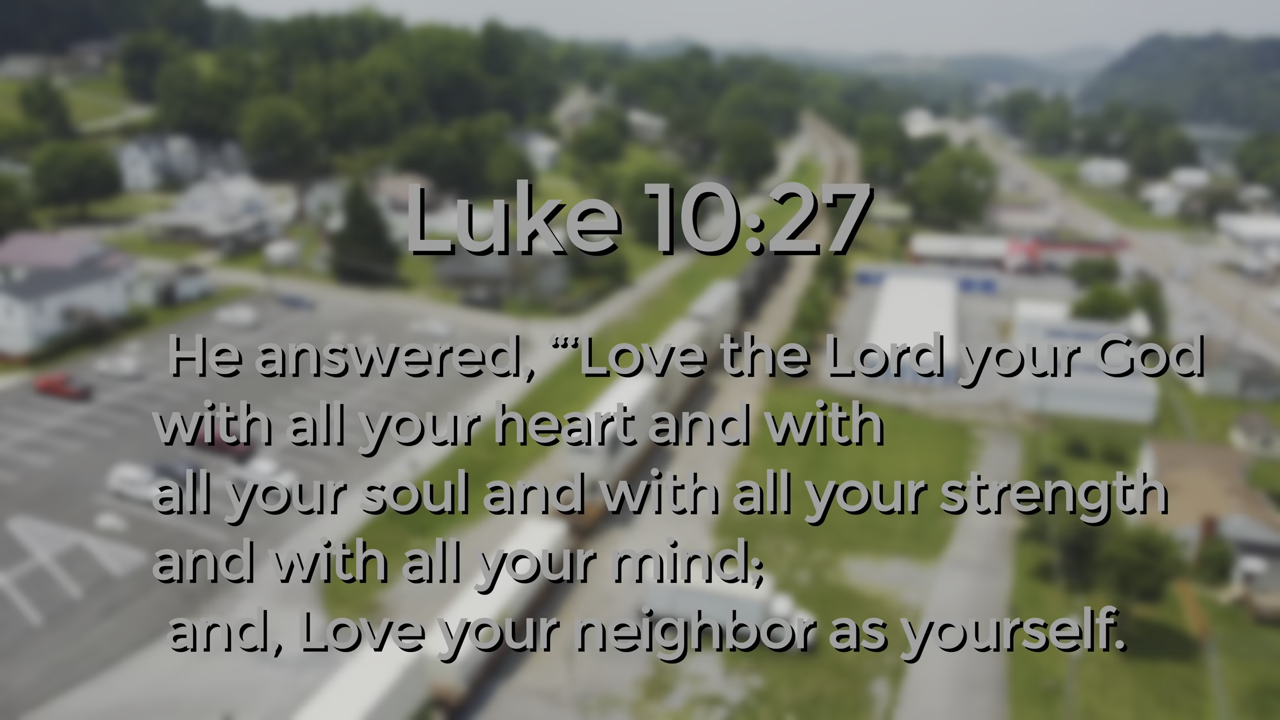 Luke 10:27
He answered, “‘Love the Lord your God
with all your heart and with
all your soul and with all your strength
and with all your mind;
and, Love your neighbor as yourself.